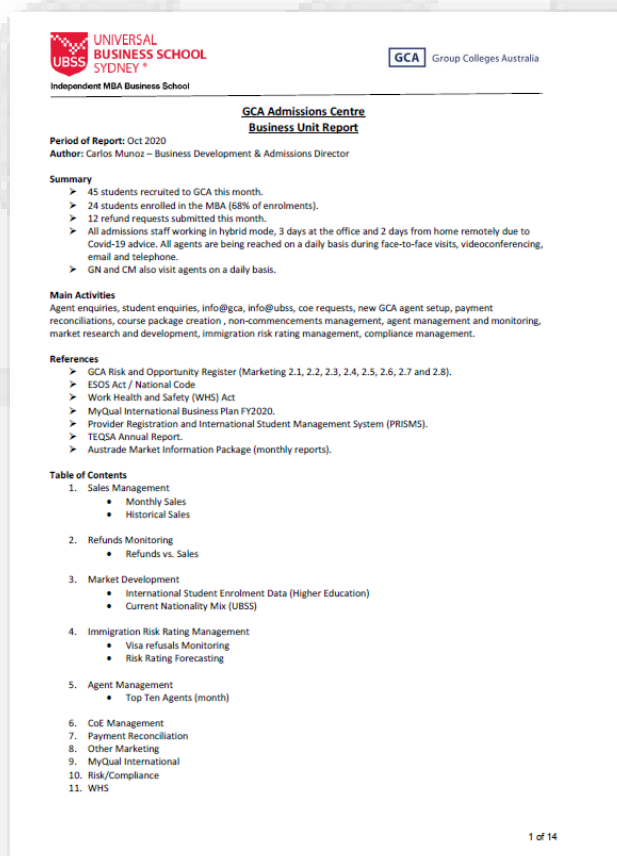 UNIVERSAL
BUSINESS SCHOOL
SYDNEY ®
UBSS
Independent MBA Business School
GCA Group Colleges Australia
GCA Admissions Centre
Business Unit Report
Period of Report: Oct 2020
Author: Carlos Munoz – Business Development & Admissions Director
Summary
➤ 45 students recruited to GCA this month.
➤ 24 students enrolled in the MBA (68% of enrolments).
➤ 12 refund requests submitted this month.
➤ All admissions staff working in hybrid mode, 3 days at the office and 2 days from home remotely due to
Covid-19 advice. All agents are being reached on a daily basis during face-to-face visits, videoconferencing,
email and telephone.
➤ GN and CM also visit agents on a daily basis.
Main Activities
Agent enquiries, student enquiries, info@gca, info@ubss, coe requests, new GCA agent setup, payment
reconciliations, course package creation , non-commencements management, agent management and monitoring,
market research and development, immigration risk rating management, compliance management.
References
➤ GCA Risk and Opportunity Register (Marketing 2.1, 2.2, 2.3, 2.4, 2.5, 2.6, 2.7 and 2.8).
➤ ESOS Act / National Code
➤ Work Health and Safety (WHS) Act
➤ MyQual International Business Plan FY2020.
➤ Provider Registration and International Student Management System (PRISMS).
➤ TEQSA Annual Report.
➤ Austrade Market Information Package (monthly reports).
Table of Contents
1. Sales Management
• Monthly Sales
• Historical Sales
2. Refunds Monitoring
• Refunds vs. Sales
3. Market Development
• International Student Enrolment Data (Higher Education)
• Current Nationality Mix (UBSS)
4. Immigration Risk Rating Management
• Visa refusals Monitoring
• Risk Rating Forecasting
5. Agent Management
• Top Ten Agents (month)
6. CoE Management
7. Payment Reconciliation
8. Other Marketing
9. MyQual International
10. Risk/Compliance
11. WHS
1 of 14